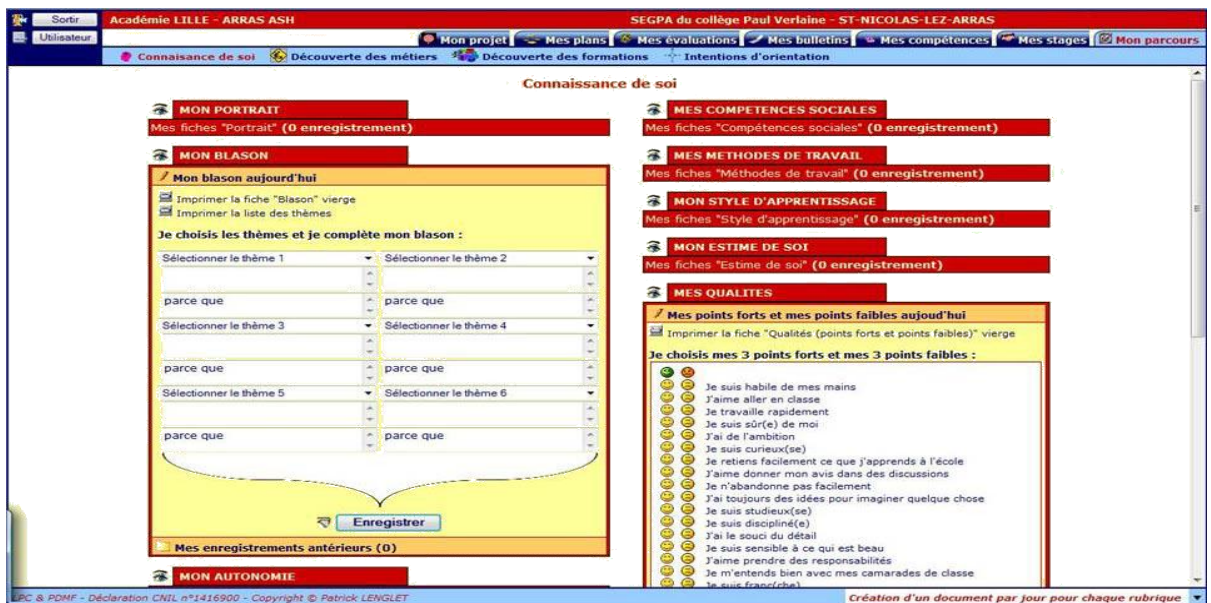 Sortir
Académie LILLE - ARRAS ASH
SEGPA du collège Paul Verlaine - ST-NICOLAS-LEZ-ARRAS
Utilisateur
Mon projet Mes plans Mes évaluations Mes bulletins Mes compétences Mes stages Mon parcours
Connaisance de soi Découverte des métiers Découverte des formations Intentions d'orientation
Connaissance de soi
MON PORTRAIT
Mes fiches "Portrait" (0 enregistrement)
MON BLASON
Mon blason aujourd'hui
Imprimer la fiche "Blason" vierge
Imprimer la liste des thèmes
Je choisis les thèmes et je complète mon blason :
Sélectionner le thème 1 Sélectionner le thème 2
parce que parce que
Sélectionner le thème 3 Sélectionner le thème 4
parce que parce que
Sélectionner le thème 5 Sélectionner le thème 6
parce que parce que
Enregistrer
Mes enregistrements antérieurs (0)
MON AUTONOMIE
MES COMPETENCES SOCIALES
Mes fiches "Compétences sociales" (0 enregistrement)
MES METHODES DE TRAVAIL
Mes fiches "Méthodes de travail" (0 enregistrement)
MON STYLE D'APPRENTISSAGE
Mes fiches "Style d'apprentissage" (0 enregistrement)
MON ESTIME DE SOI
Mes fiches "Estime de soi" (0 enregistrement)
MES QUALITES
Mes points forts et mes points faibles aujoud'hui
Imprimer la fiche "Qualités (points forts et points faibles)" vierge
Je choisis mes 3 points forts et mes 3 points faibles :
Je suis habile de mes mains
J'aime aller en classe
Je travaille rapidement
Je suis sûr(e) de moi
J'ai de l'ambition
Je suis curieux(se)
Je retiens facilement ce que j'apprends à l'école
J'aime donner mon avis dans des discussions
Je n'abandonne pas facilement
J'ai toujours des idées pour imaginer quelque chose
Je suis studieux(se)
Je suis discipliné(e)
J'ai le souci du détail
Je suis sensible à ce qui est beau
J'aime prendre des responsabilités
Je m'entends bien avec mes camarades de classe
Je suis franc(che)
LPC & PDMF - Déclaration CNIL n°1416900 - Copyright © Patrick LENGLET
Création d'un document par jour pour chaque rubrique